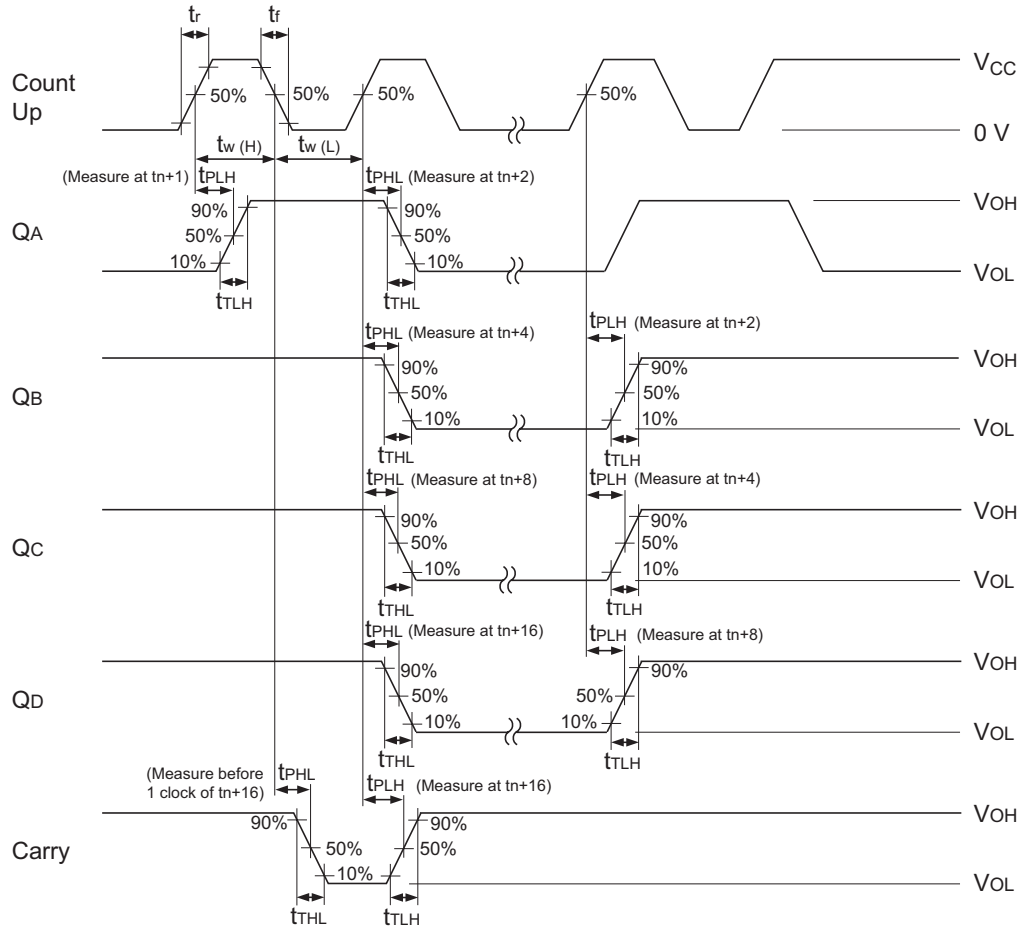 tr tf
Count Up
50% 50% 50% 50%
VCC
0 V
tw (H) tw (L)
(Measure at tn+1) tPLH tPHL (Measure at tn+2)
QA
90% 90%
50% 50%
10% 10%
VOH
VOL
tTLH tTHL
tPHL (Measure at tn+4) tPLH (Measure at tn+2)
QB
90% 90%
50% 50%
10% 10%
VOH
VOL
tTHL tTLH
tPHL (Measure at tn+8) tPLH (Measure at tn+4)
QC
90% 90%
50% 50%
10% 10%
VOH
VOL
tTHL tTLH
tPHL (Measure at tn+16) tPLH (Measure at tn+8)
QD
90% 90%
50% 50%
10% 10%
VOH
VOL
tTHL tTLH
(Measure before
1 clock of tn+16) tPHL tPLH (Measure at tn+16)
Carry
90% 90%
50% 50%
10%
VOH
VOL
tTHL tTLH